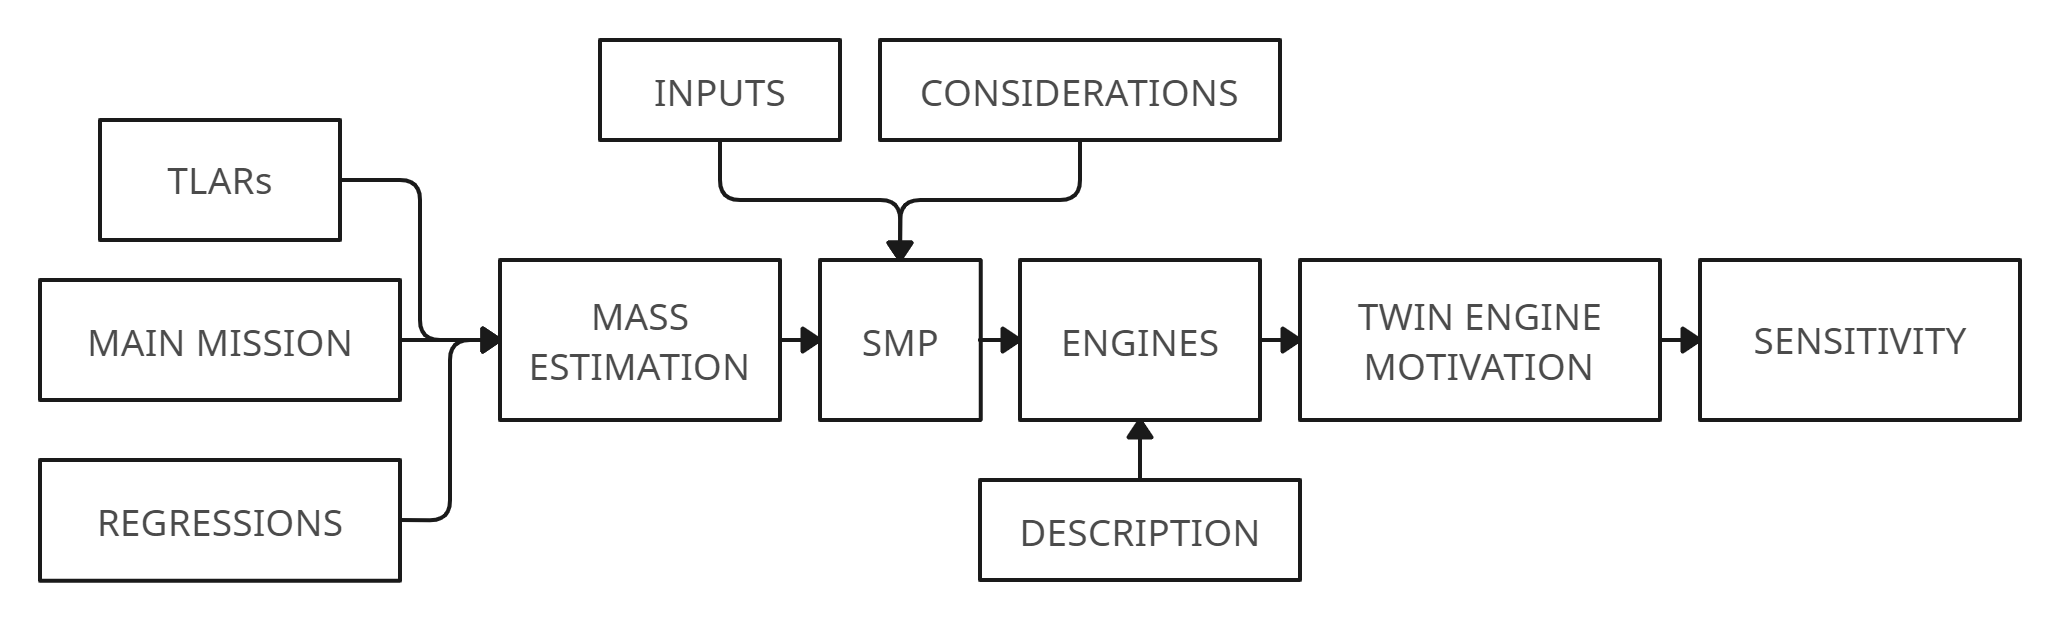 INPUTS
CONSIDERATIONS
TLARs
MAIN MISSION
REGRESSIONS
MASS
ESTIMATION
SMP
ENGINES
TWIN ENGINE
MOTIVATION
SENSITIVITY
DESCRIPTION